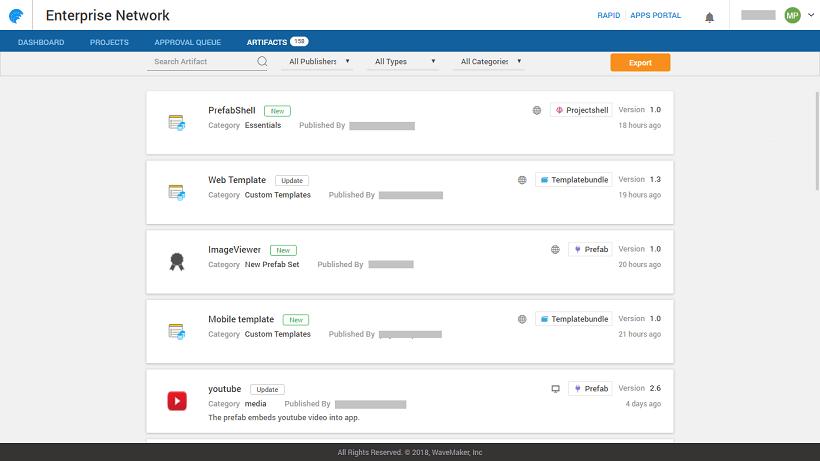 Enterprise Network
RAPID APPS PORTAL MP
DASHBOARD PROJECTS APPROVAL QUEUE ARTIFACTS 158
Search Artifact All Publishers All Types All Categories Export
PrefabShell New Projectshell Version 1.0
Category Essentials Published By 18 hours ago
Web Template Update Templatebundle Version 1.3
Category Custom Templates Published By 19 hours ago
ImageViewer New Prefab Version 1.0
Category New Prefab Set Published By 20 hours ago
Mobile template New Templatebundle Version 1.0
Category Custom Templates Published By 21 hours ago
youtube Update Prefab Version 2.6
Category media Published By 4 days ago
The prefab embeds youtube video into app.
All Rights Reserved. © 2018, WaveMaker, Inc